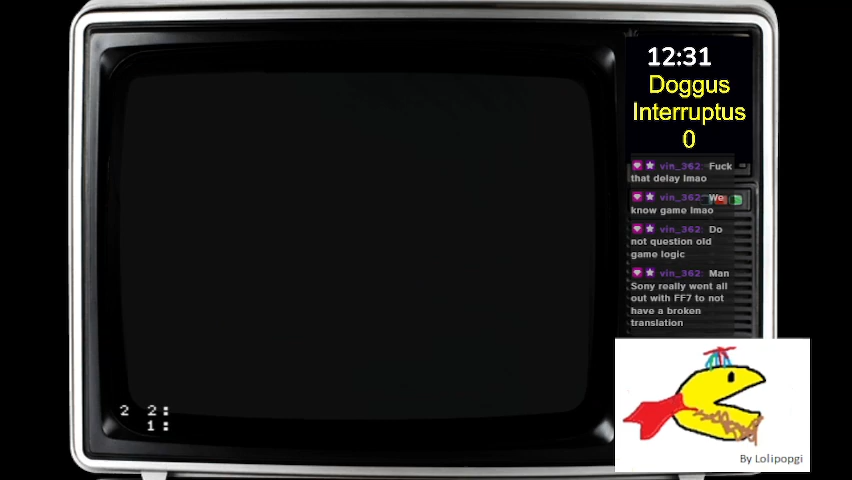 12:31
Doggus
Interruptus
0
vin_362: Fuck
that delay lmao
vin_362: We
know game lmao
vin_362: Do
not question old
game logic
vin_362: Man
Sony really went all
out with FF7 to not
have a broken
translation
2 2:
1:
By Lolipopgi